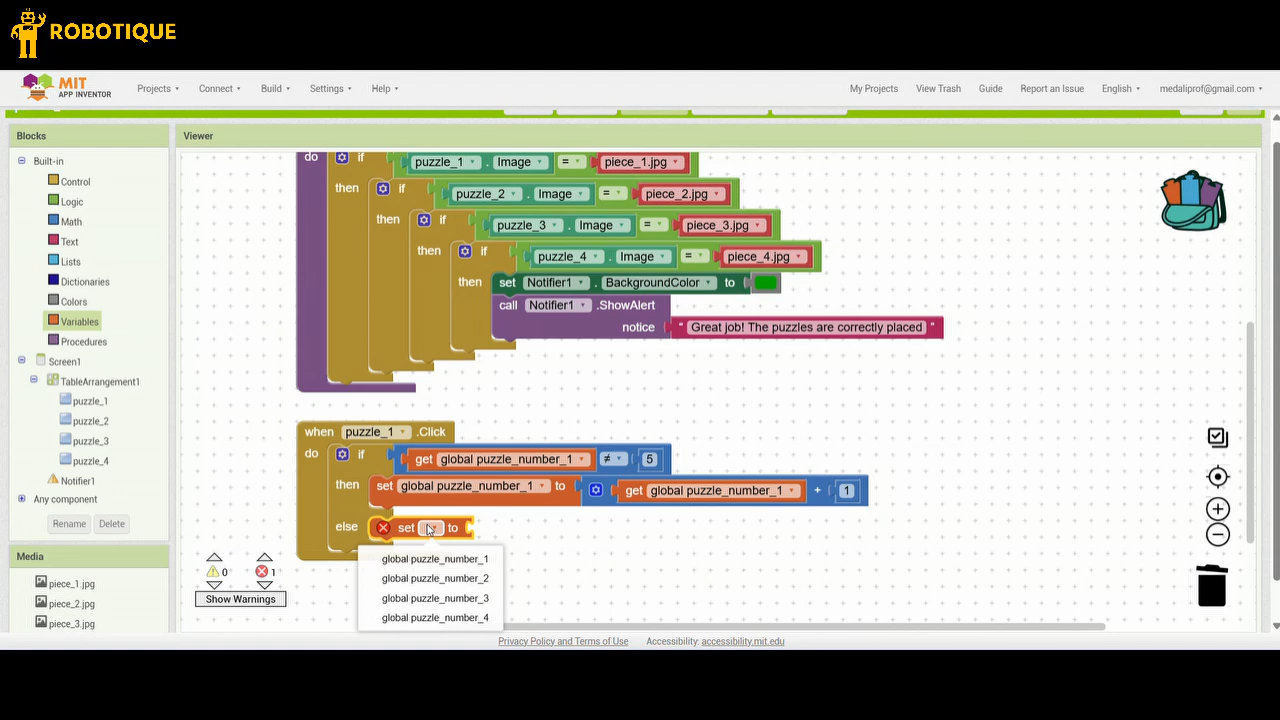 ROBOTIQUE
MIT
APP INVENTOR
Projects
Connect
Build
Settings
Help
My Projects
View Trash
Guide
Report an Issue
English
medaliprof@gmail.com
Blocks
Viewer
Built-in
Control
Logic
Math
Text
Lists
Dictionaries
Colors
Variables
Procedures
Screen1
TableArrangement1
puzzle_1
puzzle_2
puzzle_3
puzzle_4
Notifier1
Any component
Rename
Delete
Media
piece_1.jpg
piece_2.jpg
piece_3.jpg
do if puzzle_1 . Image = piece_1.jpg
then if puzzle_2 . Image = piece_2.jpg
then if puzzle_3 . Image = piece_3.jpg
then if puzzle_4 . Image = piece_4.jpg
then set Notifier1 . BackgroundColor to
call Notifier1 .ShowAlert
notice " Great job! The puzzles are correctly placed "
when puzzle_1 .Click
do if get global puzzle_number_1 ≠ 5
then set global puzzle_number_1 to get global puzzle_number_1 + 1
else set to
global puzzle_number_1
global puzzle_number_2
global puzzle_number_3
global puzzle_number_4
0 1
Show Warnings
Privacy Policy and Terms of Use Accessibility: accessibility.mit.edu